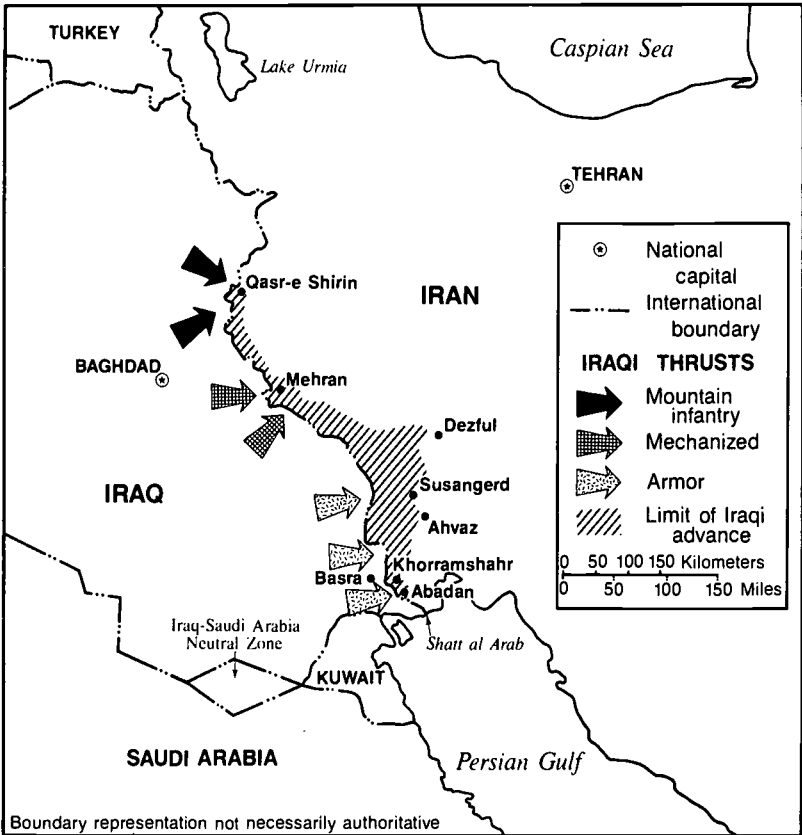 TURKEY
Lake Urmia
Caspian Sea
TEHRAN
National
capital
International
boundary
IRAQI THRUSTS
Mountain
infantry
Mechanized
Armor
Limit of Iraqi
advance
0 50 100 150 Kilometers
0 50 100 150 Miles
Qasr-e Shirin
IRAN
BAGHDAD
Mehran
Dezful
IRAQ
Susangerd
Ahvaz
Basra
Khorramshahr
Abadan
Iraq-Saudi Arabia
Neutral Zone
Shatt al Arab
KUWAIT
SAUDI ARABIA
Persian Gulf
Boundary representation not necessarily authoritative